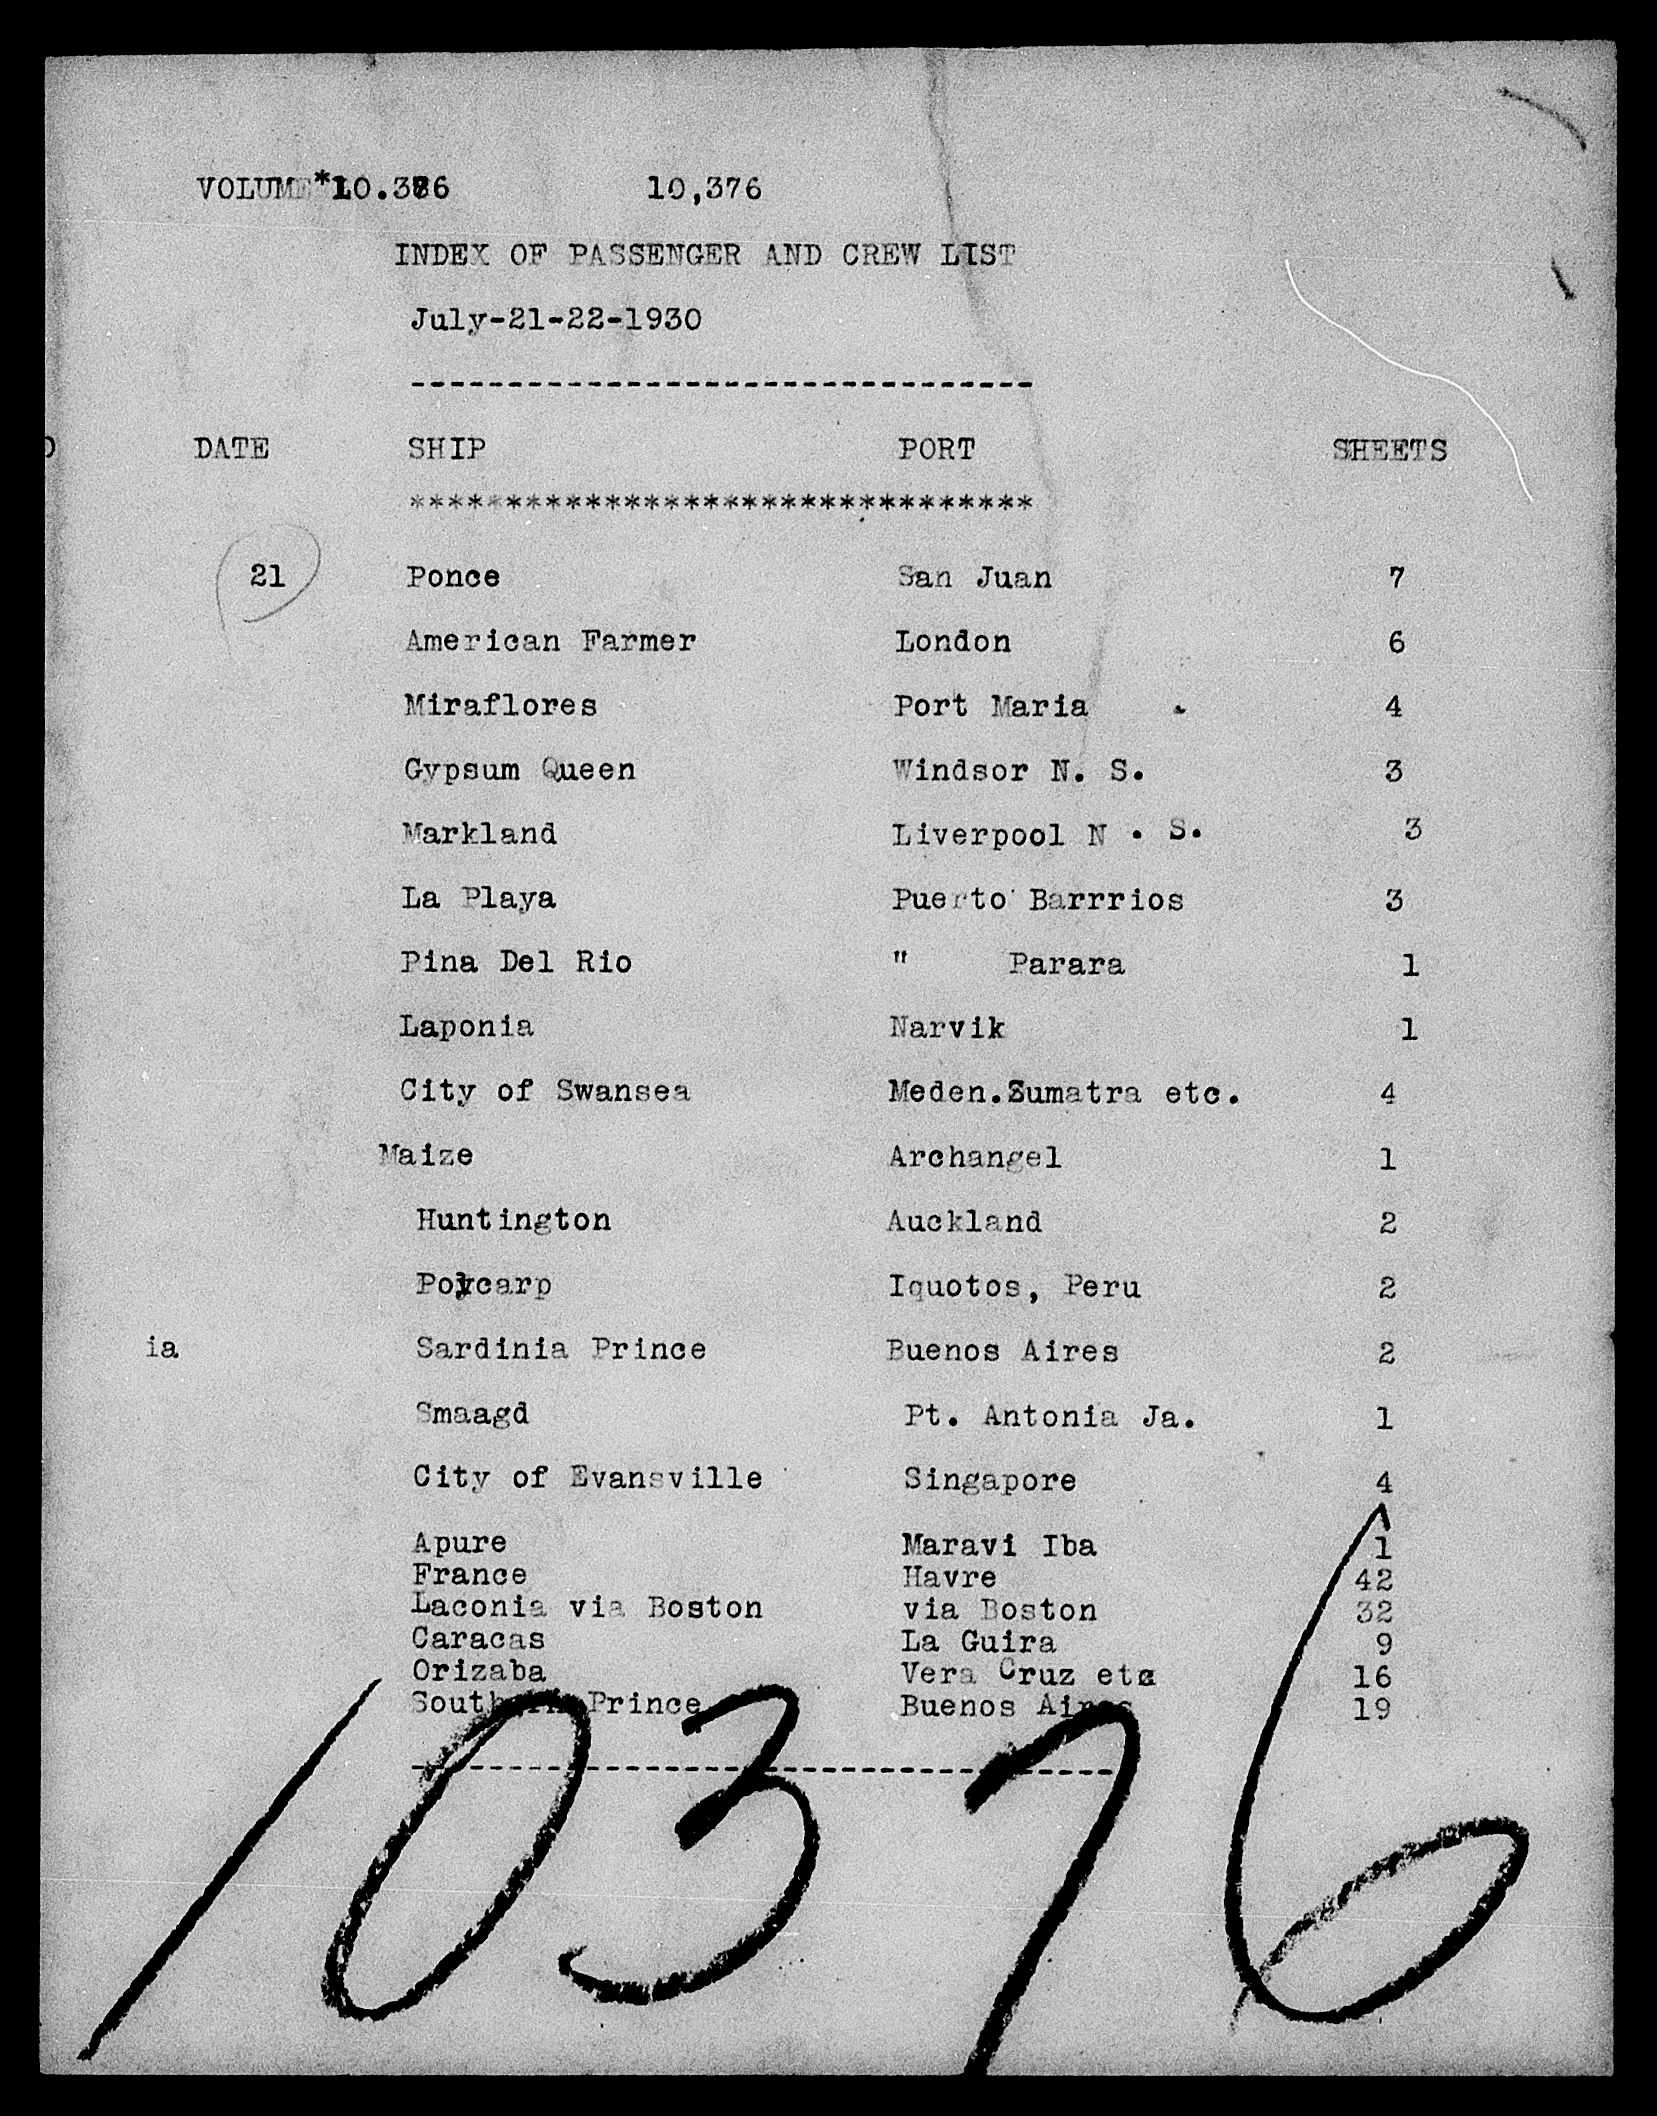 VOLUME 10.376 10,376
INDEX OF PASSENGER AND CREW LIST
July-21-22-1930
--------------------------------
DATE SHIP PORT SHEETS
********************************
21 Ponce San Juan 7
American Farmer London 6
Miraflores Port Maria 4
Gypsum Queen Windsor N. S. 3
Markland Liverpool N . S. 3
La Playa Puerto Barrrios 3
Pina Del Rio " Parara 1
Laponia Narvik 1
City of Swansea Meden.Sumatra etc. 4
Maize Archangel 1
Huntington Auckland 2
Polycarp Iquotos, Peru 2
ia Sardinia Prince Buenos Aires 2
Smaagd Pt. Antonia Ja. 1
City of Evansville Singapore 4
Apure Maravi Iba 1
France Havre 42
Laconia via Boston via Boston 32
Caracas La Guira 9
Orizaba Vera Cruz etc 16
Southern Prince Buenos Aires 19
------------------------------------
10376